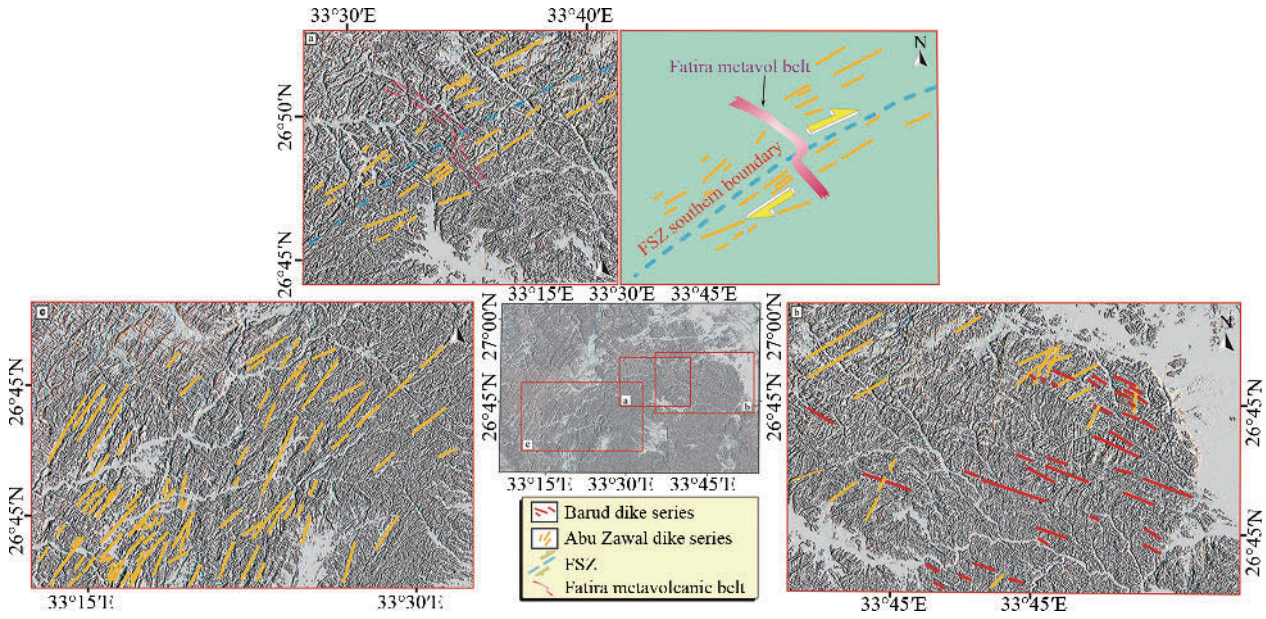 33°30′E 33°40′E
a
26°50′N
26°45′N
N
Fatira metavol belt
FSZ southern boundary
c
26°45′N
26°45′N
33°15′E 33°30′E
33°15′E 33°30′E 33°45′E
27°00′N
26°45′N
27°00′N
26°45′N
a
b
c
33°15′E 33°30′E 33°45′E
b
N
26°45′N
26°45′N
33°45′E 33°45′E
Barud dike series
Abu Zawal dike series
FSZ
Fatira metavolcanic belt